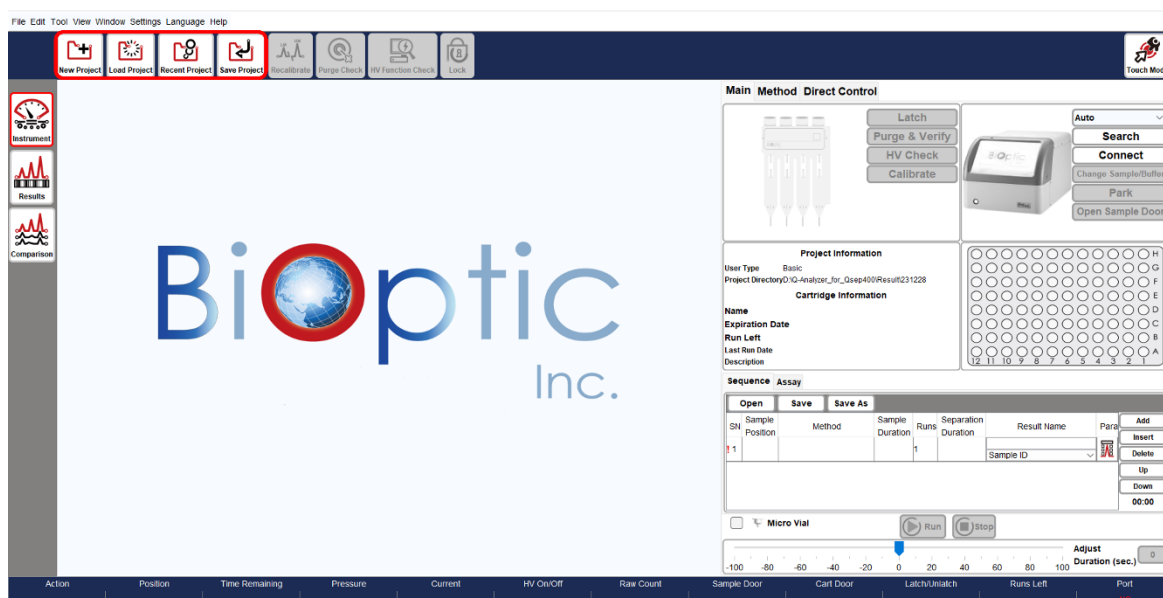 File Edit Tool View Window Settings Language Help
New Project Load Project Recent Project Save Project Recalibrate Purge Check HV Function Check Lock Touch Mod
Instrument
Results
Comparison
BiOptic
Inc.
Main Method Direct Control
Latch
Purge & Verify
HV Check
Calibrate
BiOptic
Auto
Search
Connect
Change Sample/Buffer
Park
Open Sample Door
Project Information
User Type Basic
Project Directory D:\Q-Analyzer_for_Qsep400\Result\231228
Cartridge Information
Name
Expiration Date
Run Left
Last Run Date
Description
H
G
F
E
D
C
B
A
12 11 10 9 8 7 6 5 4 3 2 1
Sequence Assay
Open Save Save As
SN Sample Position Method Sample Duration Runs Separation Duration Result Name Para
! 1 1 Sample ID
Add
Insert
Delete
Up
Down
00:00
Micro Vial
Run Stop
-100 -80 -60 -40 -20 0 20 40 60 80 100
Adjust
Duration (sec.) 0
Action Position Time Remaining Pressure Current HV On/Off Raw Count Sample Door Cart Door Latch/Unlatch Runs Left Port